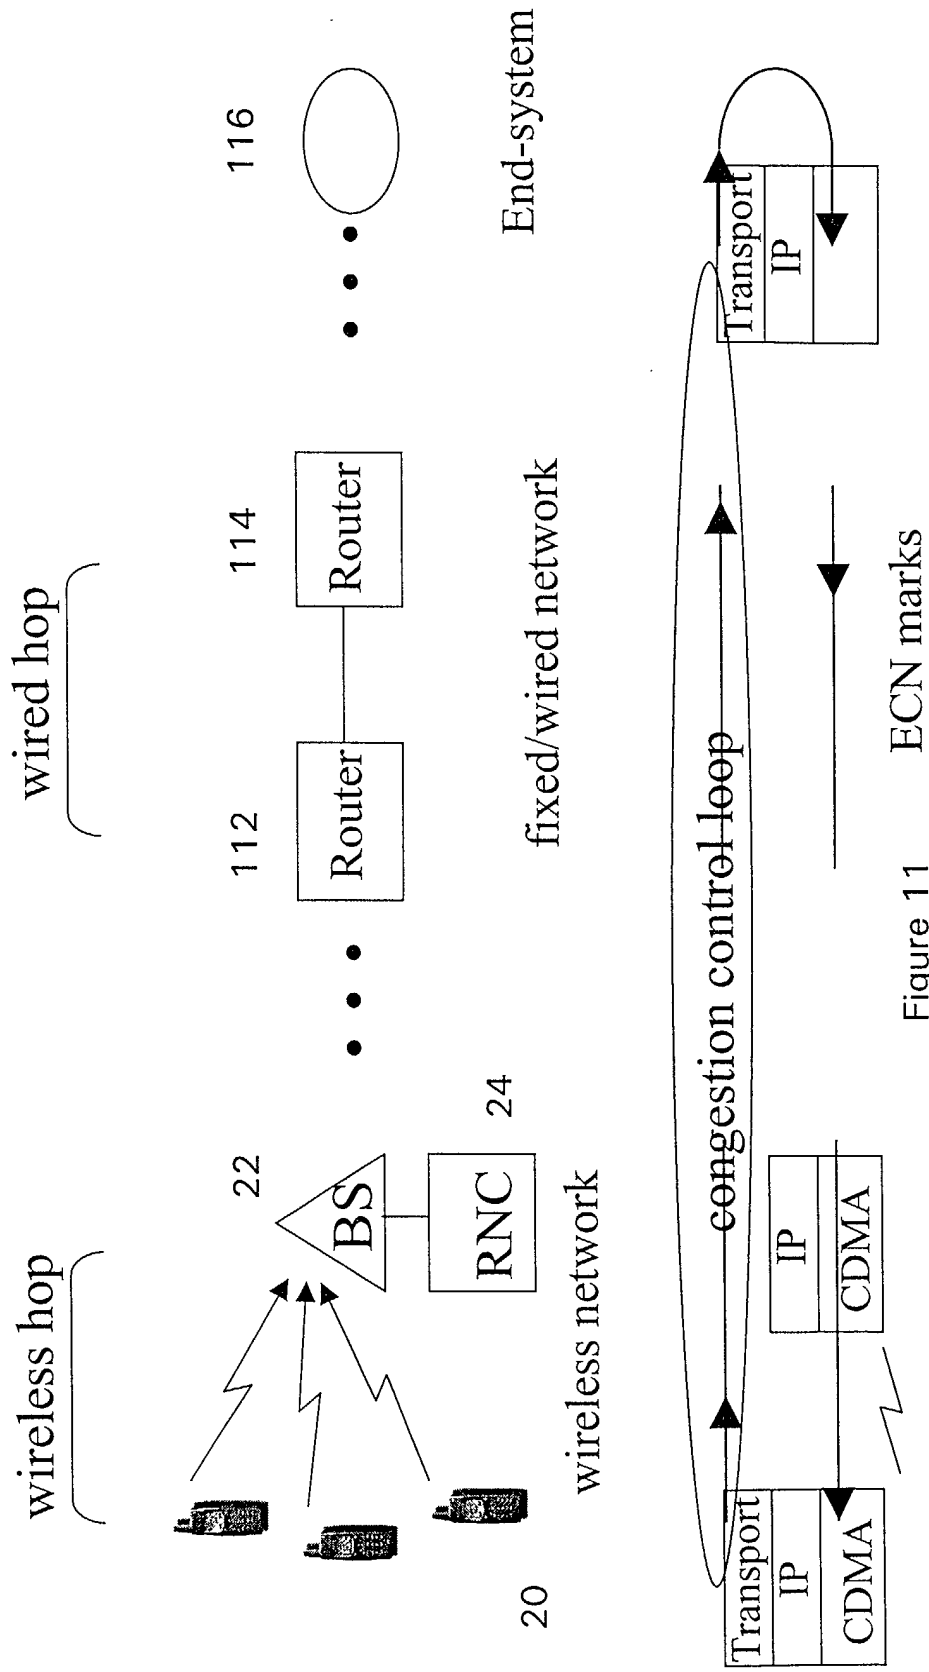 wireless hop
wired hop
22
112
114
116
BS
Router
Router
RNC
24
20
wireless network
fixed/wired network
End-system
congestion control loop
Transport
IP
CDMA
IP
CDMA
Transport
IP
ECN marks
Figure 11